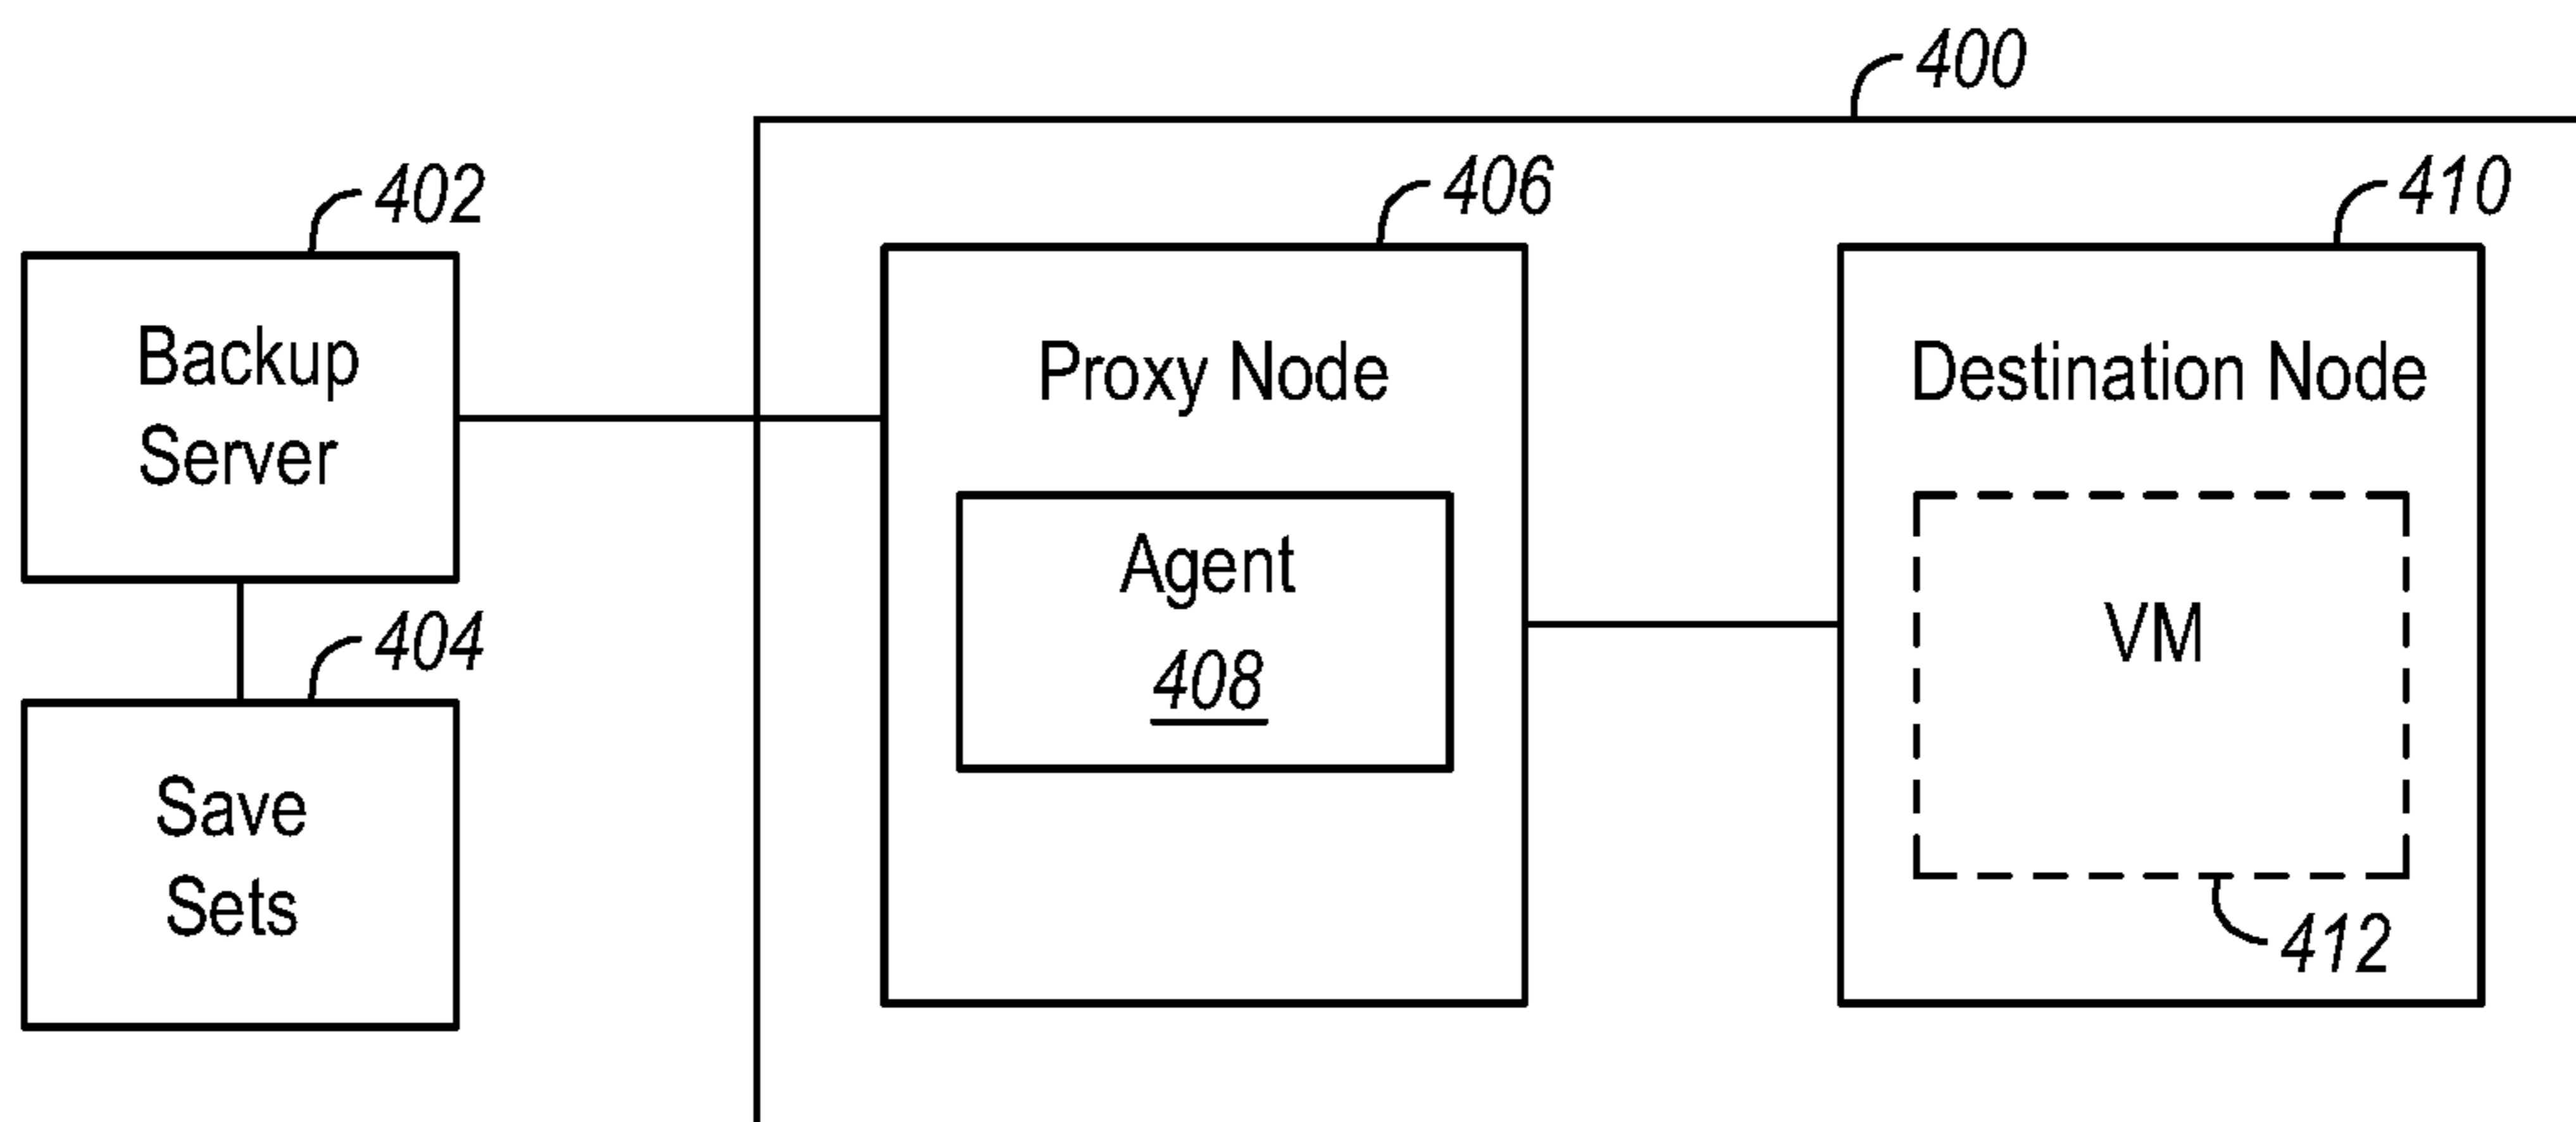 400
402
406
410
Backup
Server
Proxy Node
Destination Node
Agent
408
VM
404
Save
Sets
412